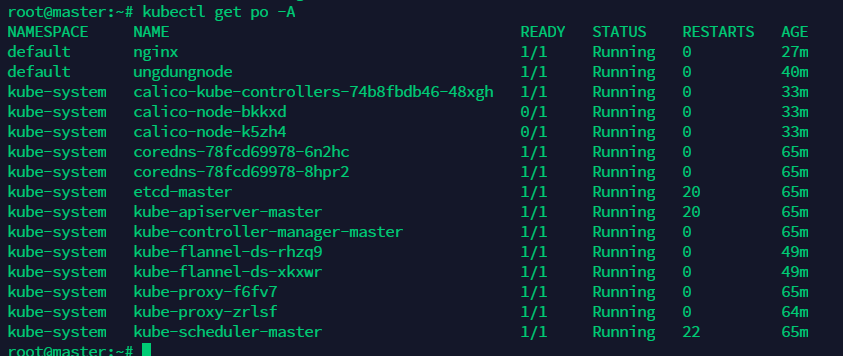 root@master:~# kubectl get po -A
NAMESPACE NAME READY STATUS RESTARTS AGE
default nginx 1/1 Running 0 27m
default ungdungnode 1/1 Running 0 40m
kube-system calico-kube-controllers-74b8fbdb46-48xgh 1/1 Running 0 33m
kube-system calico-node-bkkxd 0/1 Running 0 33m
kube-system calico-node-k5zh4 0/1 Running 0 33m
kube-system coredns-78fcd69978-6n2hc 1/1 Running 0 65m
kube-system coredns-78fcd69978-8hpr2 1/1 Running 0 65m
kube-system etcd-master 1/1 Running 20 65m
kube-system kube-apiserver-master 1/1 Running 20 65m
kube-system kube-controller-manager-master 1/1 Running 0 65m
kube-system kube-flannel-ds-rhzq9 1/1 Running 0 49m
kube-system kube-flannel-ds-xkxwr 1/1 Running 0 49m
kube-system kube-proxy-f6fv7 1/1 Running 0 65m
kube-system kube-proxy-zrlsf 1/1 Running 0 64m
kube-system kube-scheduler-master 1/1 Running 22 65m
root@master:~#